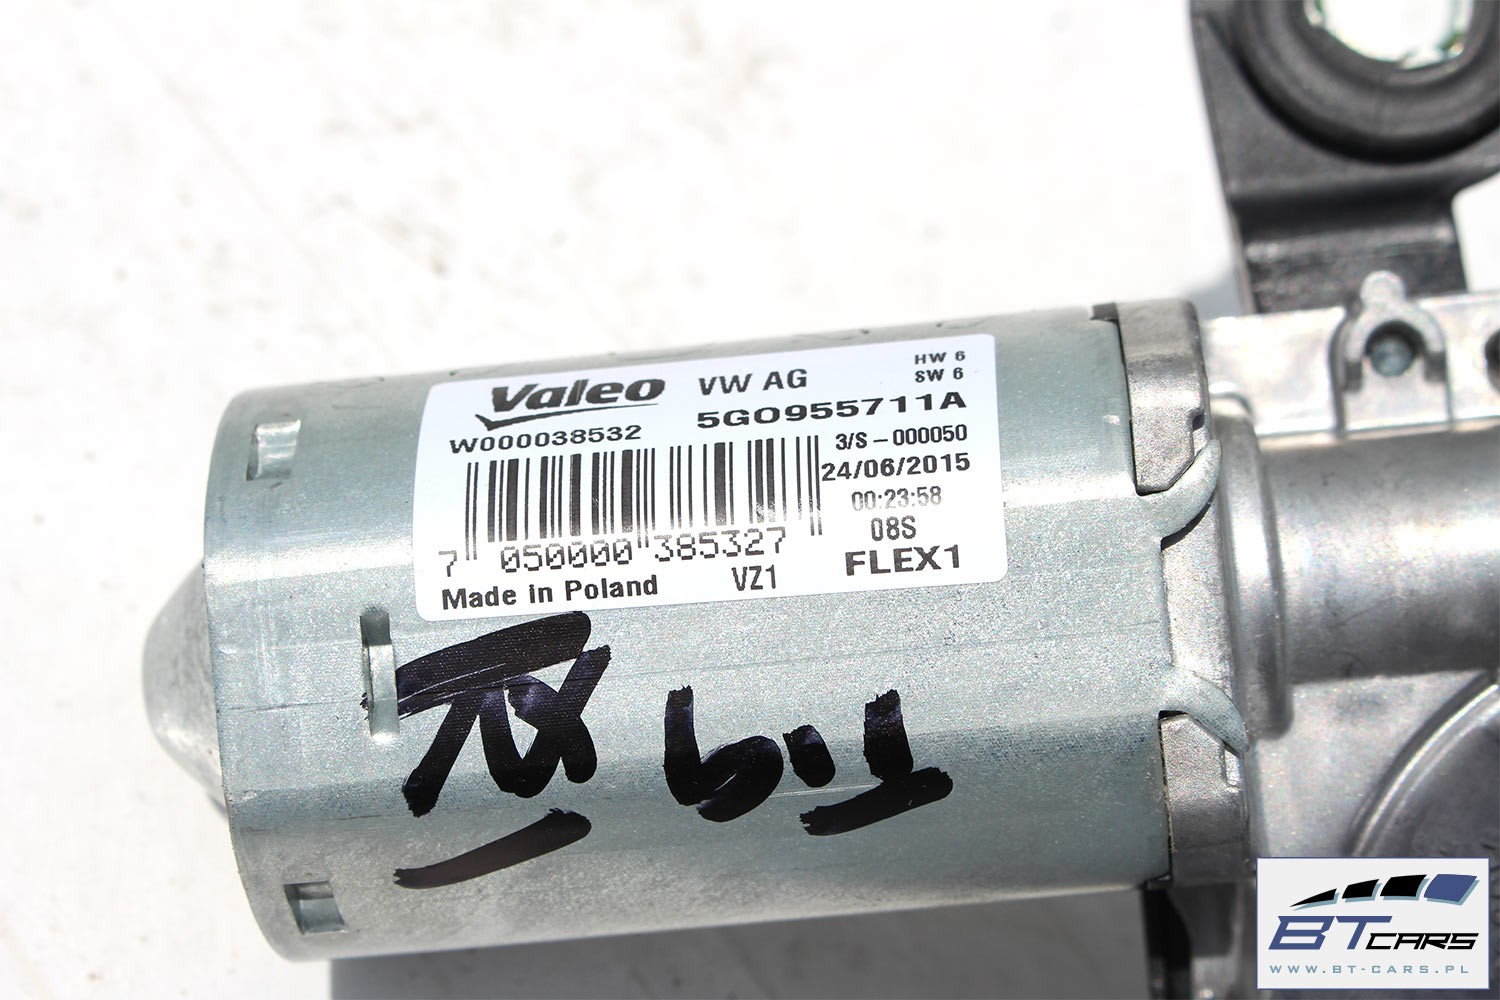 Valeo VW AG HW 6
SW 6
W000038532 5G0955711A
3/S-000050
24/06/2015
00:23:58
08S
7 050000 385327
Made in Poland VZ1 FLEX1
BT CARS
WWW.BT-CARS.PL